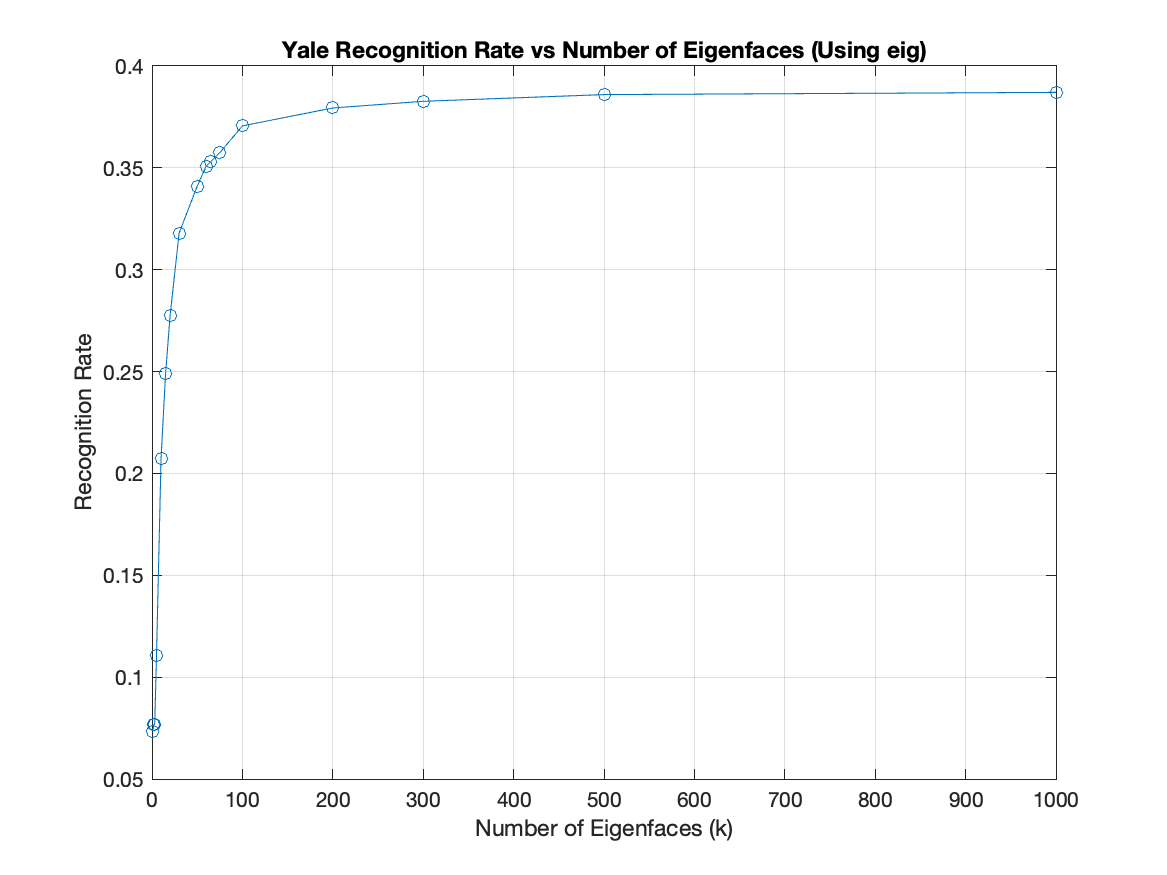 Yale Recognition Rate vs Number of Eigenfaces (Using eig)
0.4
0.35
0.3
0.25
0.2
0.15
0.1
0.05
Recognition Rate
0 100 200 300 400 500 600 700 800 900 1000
Number of Eigenfaces (k)